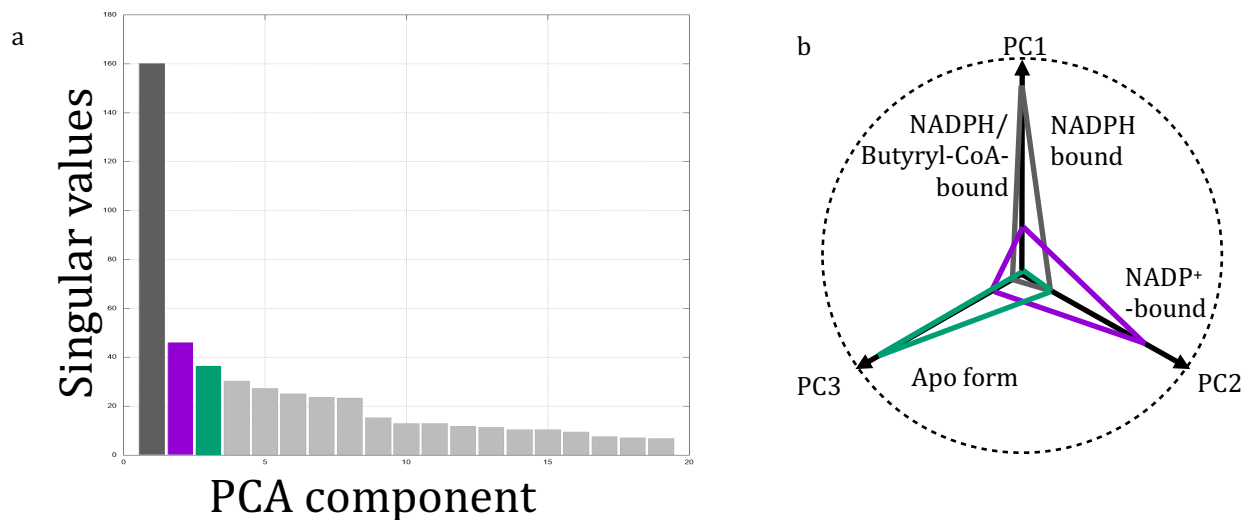 a
160
140
120
100
80
60
40
20
0
Singular values
0
5
10
15
20
PCA component
b
PC1
NADPH/
Butyryl-CoA-
bound
NADPH
bound
NADP+
-bound
PC3
Apo form
PC2